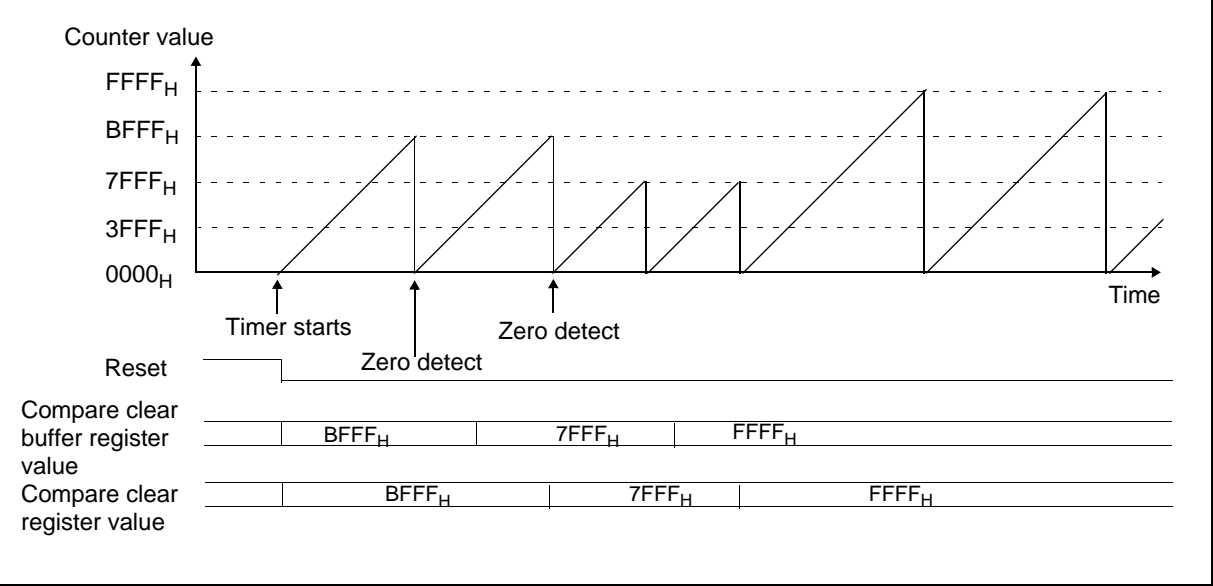 Counter value
FFFFH
BFFFH
7FFFH
3FFFH
0000H
Time
Timer starts
Zero detect
Zero detect
Reset
Compare clear
buffer register
value
BFFFH 7FFFH FFFFH
Compare clear
register value
BFFFH 7FFFH FFFFH